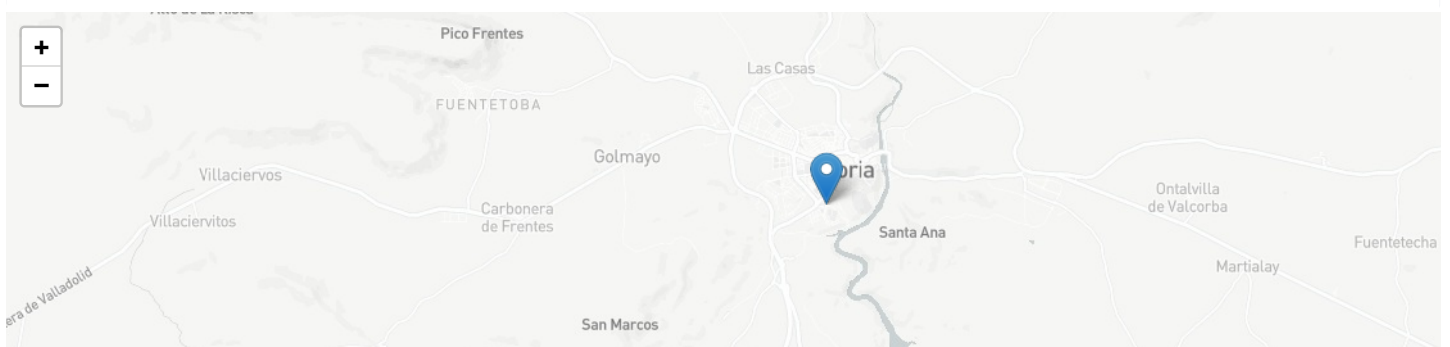 +
−
Pico Frentes
Las Casas
FUENTETOBA
Golmayo
oria
Villaciervos
Ontalvilla
de Valcorba
Carbonera
de Frentes
Villaciervitos
Santa Ana
Fuentetecha
Martialay
era de Valladolid
San Marcos